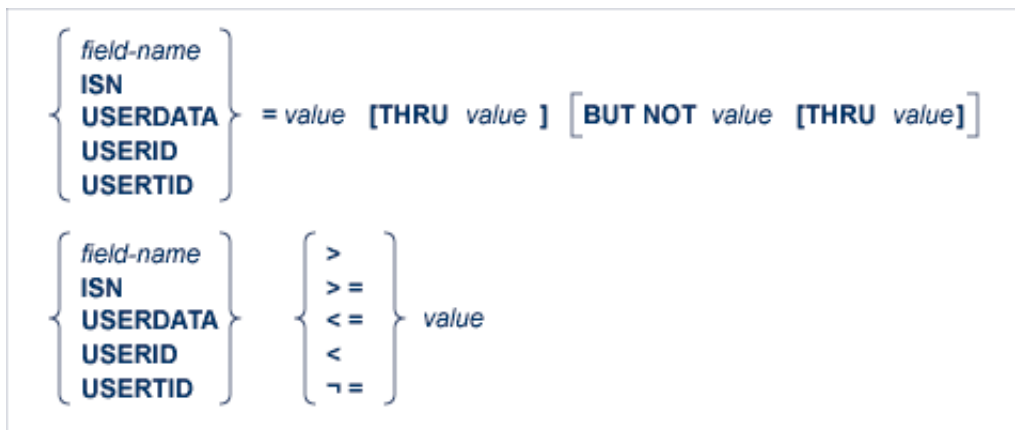 field-name
ISN
USERDATA = value [THRU value ] [BUT NOT value [THRU value]]
USERID
USERTID
field-name >
ISN > =
USERDATA < = value
USERID <
USERTID ¬ =